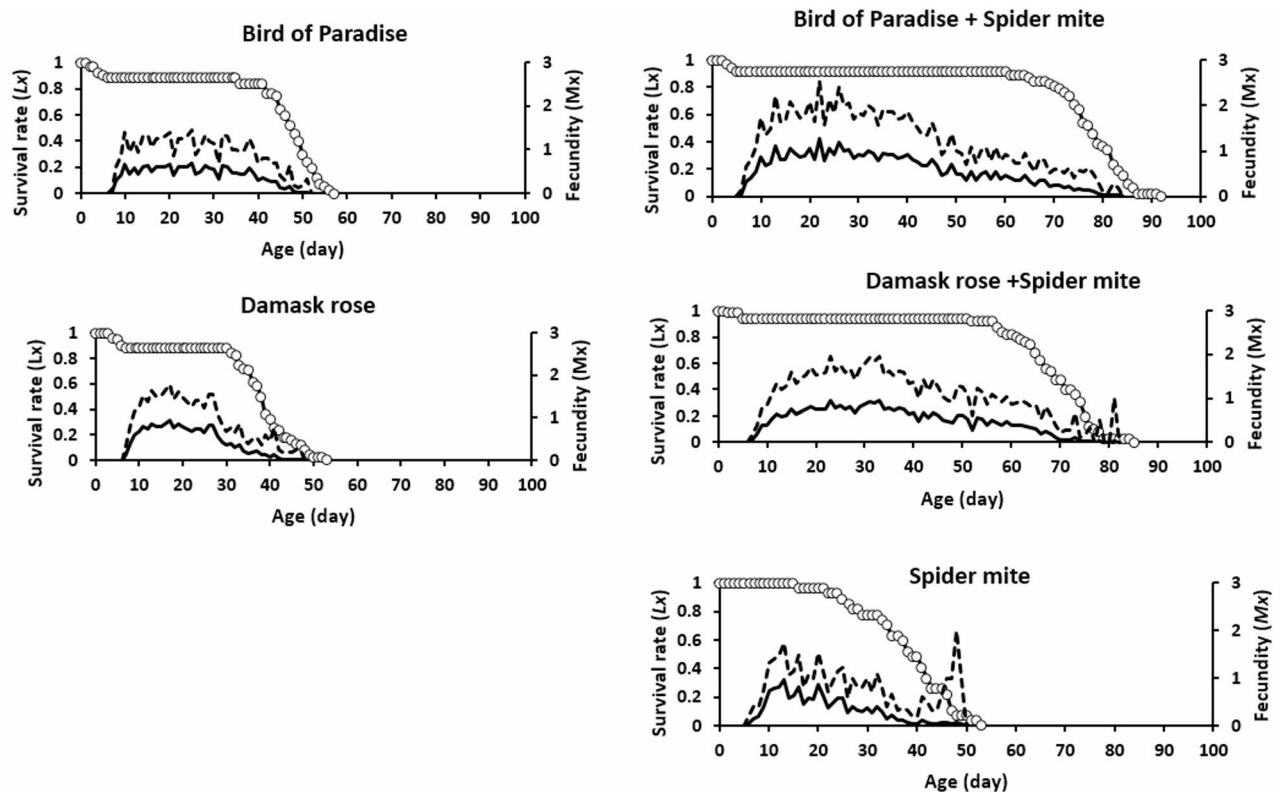 Bird of Paradise
Survival rate (Lx)
1
0.8
0.6
0.4
0.2
0
3
2
1
0
Fecundity (Mx)
0 10 20 30 40 50 60 70 80 90 100
Age (day)
Bird of Paradise + Spider mite
Survival rate (Lx)
1
0.8
0.6
0.4
0.2
0
3
2
1
0
Fecundity (Mx)
0 10 20 30 40 50 60 70 80 90 100
Age (day)
Damask rose
Survival rate (Lx)
1
0.8
0.6
0.4
0.2
0
3
2
1
0
Fecundity (Mx)
0 10 20 30 40 50 60 70 80 90 100
Age (day)
Damask rose +Spider mite
Survival rate (Lx)
1
0.8
0.6
0.4
0.2
0
3
2
1
0
Fecundity (Mx)
0 10 20 30 40 50 60 70 80 90 100
Age (day)
Spider mite
Survival rate (Lx)
1
0.8
0.6
0.4
0.2
0
3
2
1
0
Fecundity (Mx)
0 10 20 30 40 50 60 70 80 90 100
Age (day)